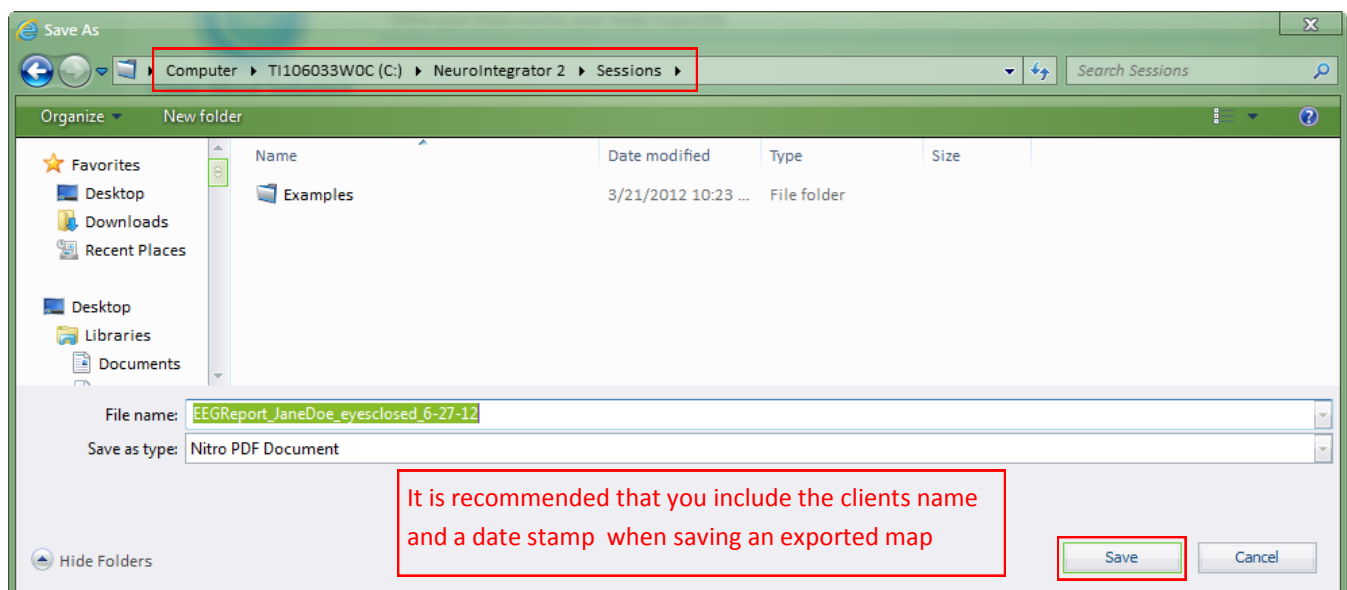 Save As
Computer TI106033W0C (C:) NeuroIntegrator 2 Sessions
Search Sessions
Organize New folder
Name Date modified Type Size
Favorites
Desktop
Downloads
Recent Places
Examples 3/21/2012 10:23 ... File folder
Desktop
Libraries
Documents
File name: EEGReport_JaneDoe_eyesclosed_6-27-12
Save as type: Nitro PDF Document
It is recommended that you include the clients name
and a date stamp when saving an exported map
Hide Folders
Save Cancel